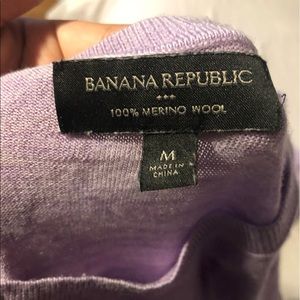 BANANA REPUBLIC
100% MERINO WOOL
M
MADE IN
CHINA